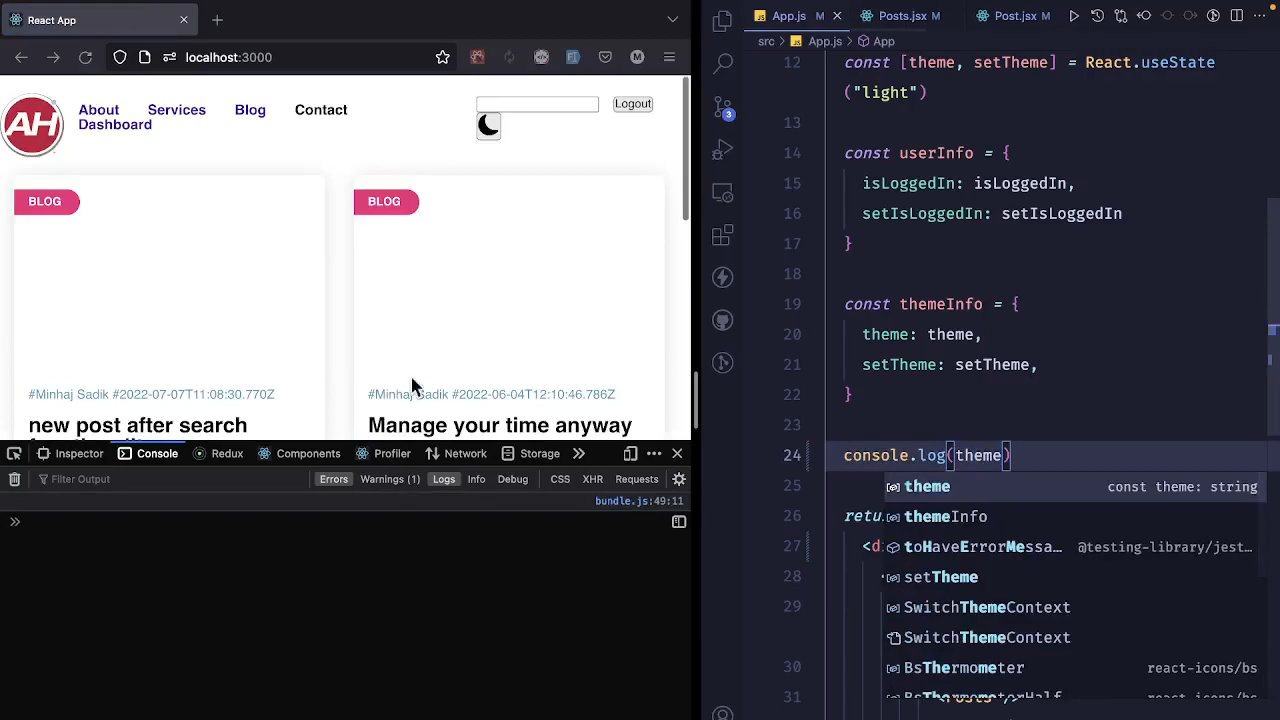 React App
localhost:3000
M
AH
About
Services
Blog
Contact
Dashboard
Logout
BLOG
BLOG
#Minhaj Sadik #2022-07-07T11:08:30.770Z
#Minhaj Sadik #2022-06-04T12:10:46.786Z
new post after search
Manage your time anyway
Inspector
Console
Redux
Components
Profiler
Network
Storage
Filter Output
Errors
Warnings (1)
Logs
Info
Debug
CSS
XHR
Requests
bundle.js:49:11
App.js M
Posts.jsx M
Post.jsx M
src > App.js > App
3
12 const [theme, setTheme] = React.useState
("light")
13
14 const userInfo = {
15 isLoggedIn: isLoggedIn,
16 setIsLoggedIn: setIsLoggedIn
17 }
18
19 const themeInfo = {
20 theme: theme,
21 setTheme: setTheme,
22 }
23
24 console.log(theme)
25 theme const theme: string
26 retu themeInfo
27 <d toHaveErrorMessa… @testing-library/jest…
28 setTheme
29 SwitchThemeContext
SwitchThemeContext
30 BsThermometer react-icons/bs
31 BsThermometerHalf react-icons/bs